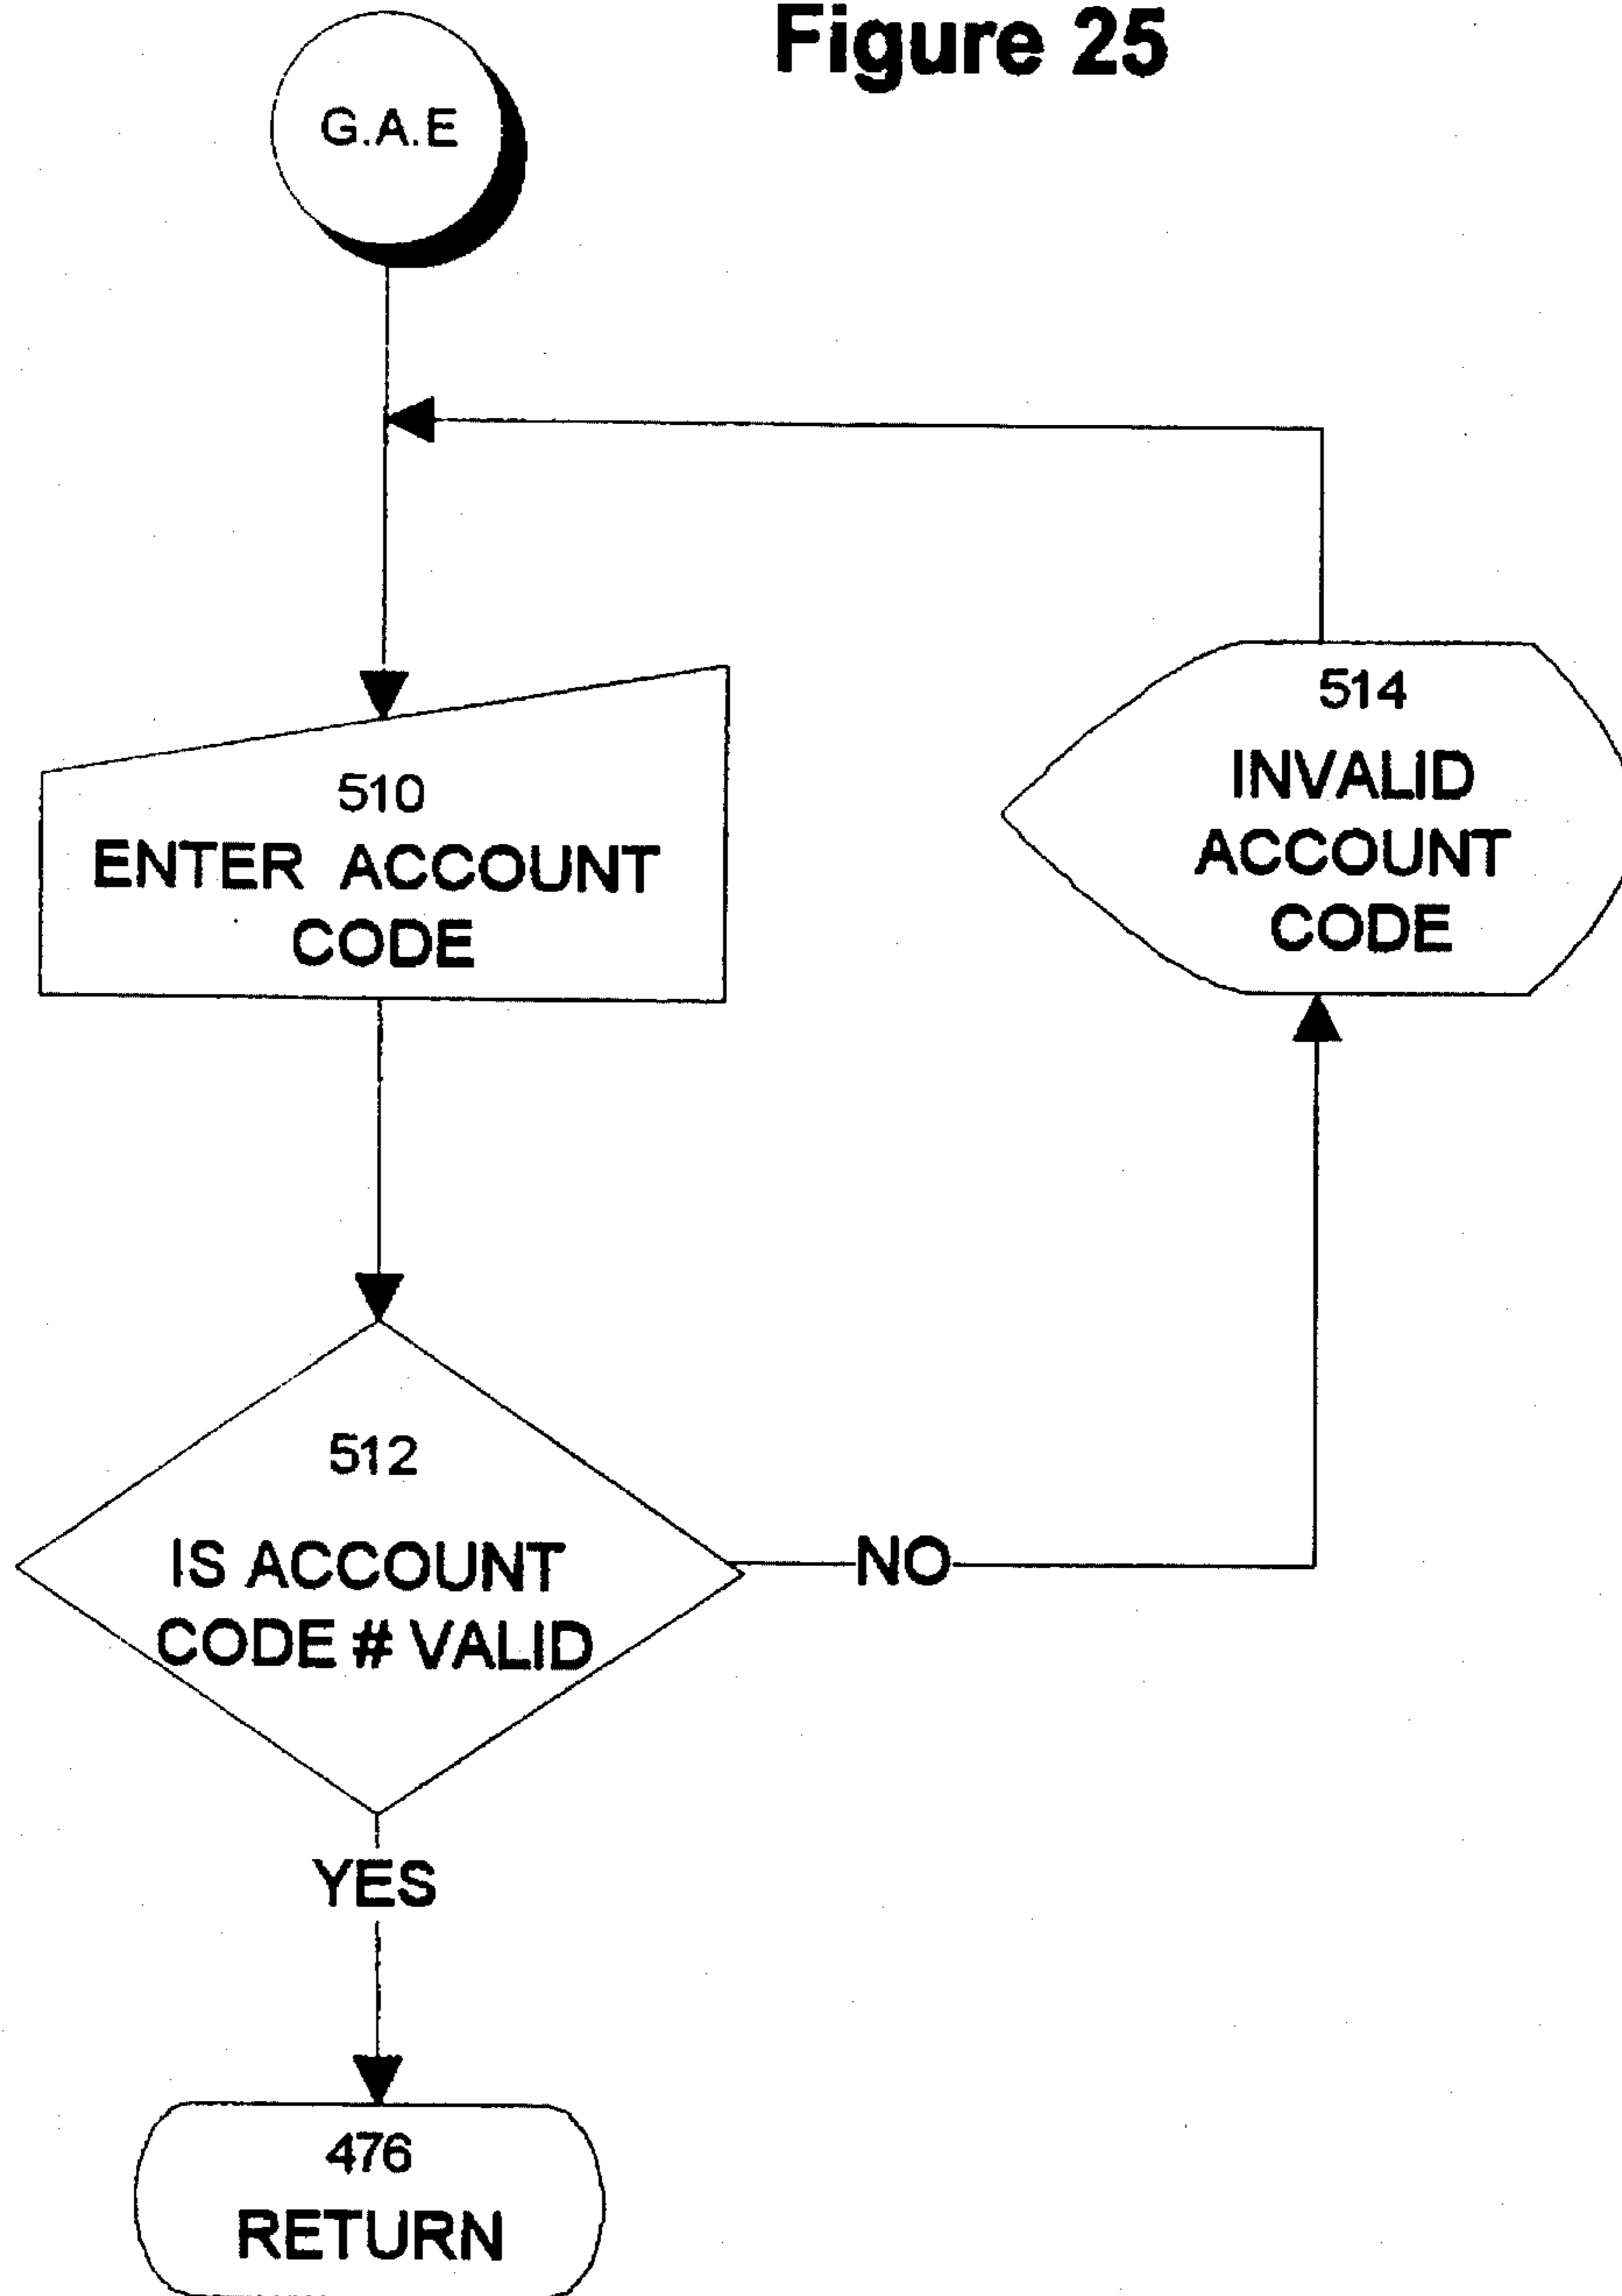 Figure 25
G.A.E
510
ENTER ACCOUNT
CODE
514
INVALID
ACCOUNT
CODE
512
IS ACCOUNT
CODE # VALID
NO
YES
476
RETURN